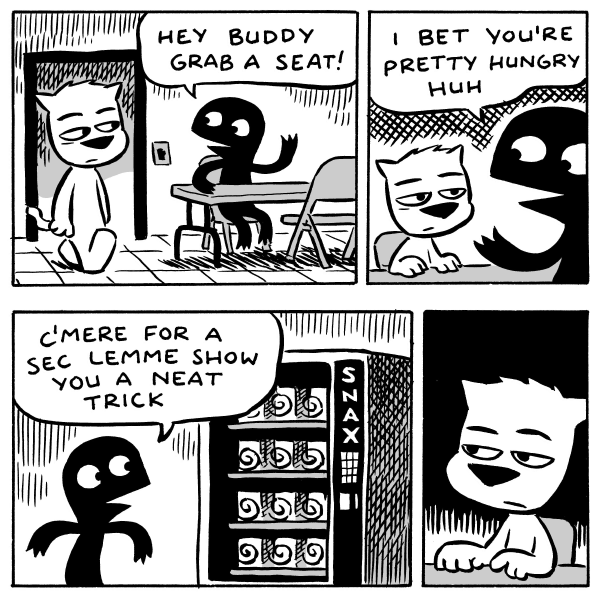 HEY BUDDY
GRAB A SEAT!
I BET YOU'RE
PRETTY HUNGRY
HUH
C'MERE FOR A
SEC LEMME SHOW
YOU A NEAT
TRICK
SNAX